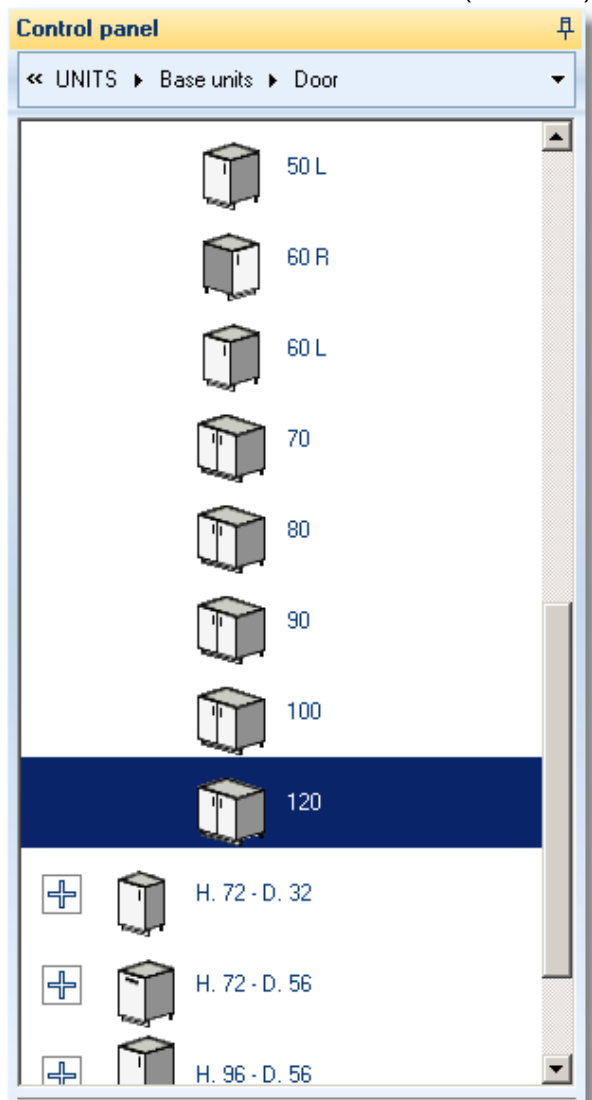 Control panel
« UNITS ▸ Base units ▸ Door
50 L
60 R
60 L
70
80
90
100
120
H. 72 - D. 32
H. 72 - D. 56
H. 96 - D. 56